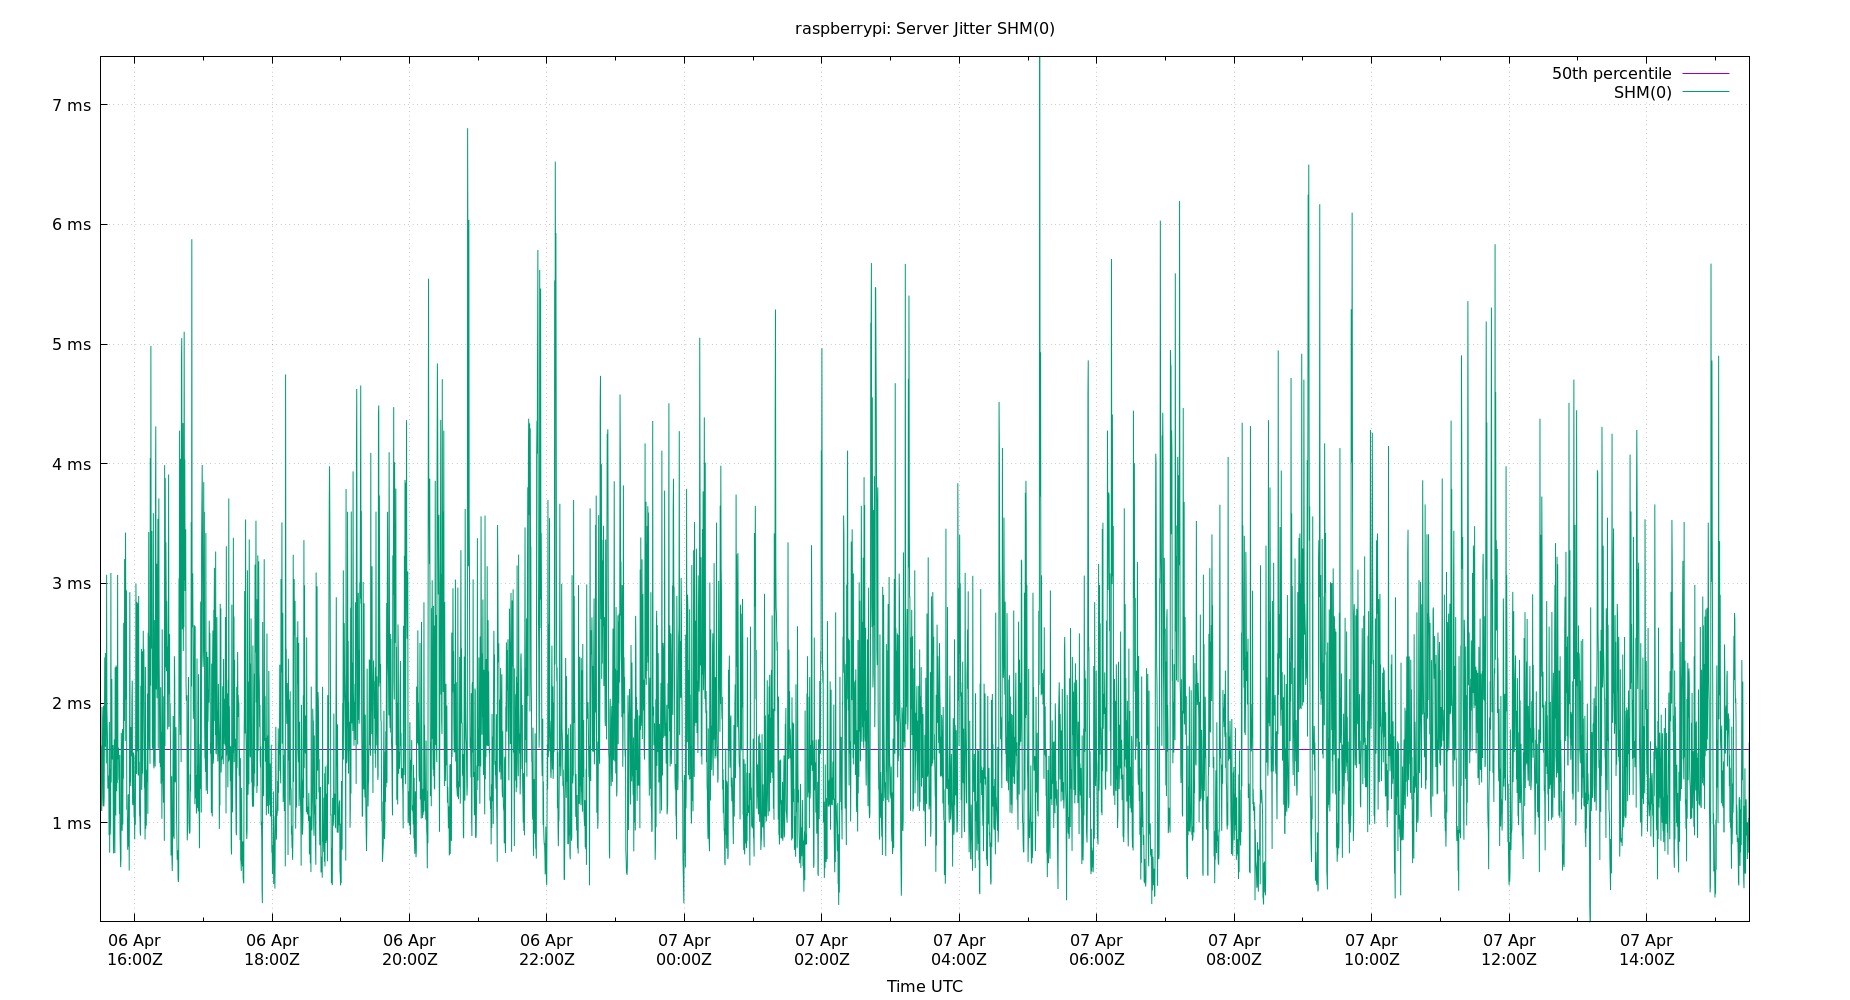 raspberrypi: Server Jitter SHM(0)
50th percentile
SHM(0)
7 ms
6 ms
5 ms
4 ms
3 ms
2 ms
1 ms
06 Apr 06 Apr 06 Apr 06 Apr 07 Apr 07 Apr 07 Apr 07 Apr 07 Apr 07 Apr 07 Apr 07 Apr
16:00Z 18:00Z 20:00Z 22:00Z 00:00Z 02:00Z 04:00Z 06:00Z 08:00Z 10:00Z 12:00Z 14:00Z
Time UTC